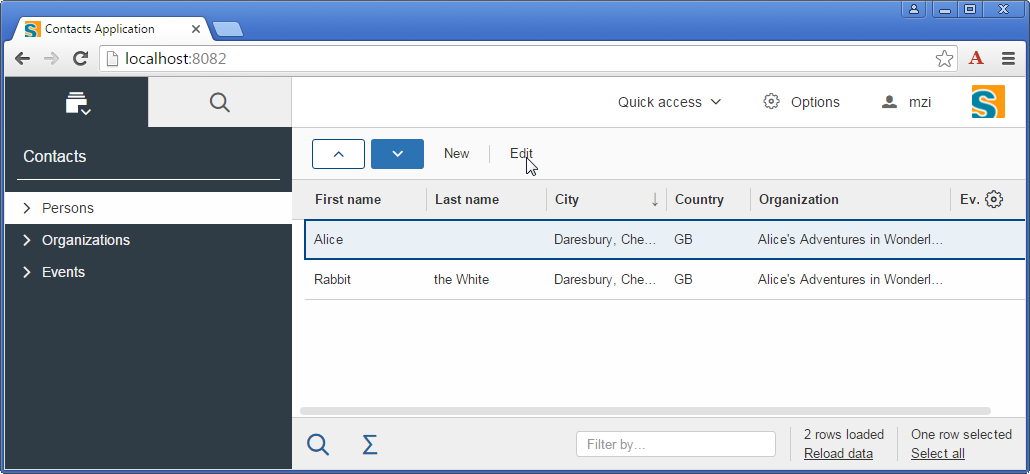 Contacts Application
localhost:8082
Quick access Options mzi
Contacts
New Edit
First name Last name City Country Organization Ev.
Persons
Organizations
Events
Alice Daresbury, Che... GB Alice's Adventures in Wonderl...
Rabbit the White Daresbury, Che... GB Alice's Adventures in Wonderl...
Filter by...
2 rows loaded
Reload data
One row selected
Select all